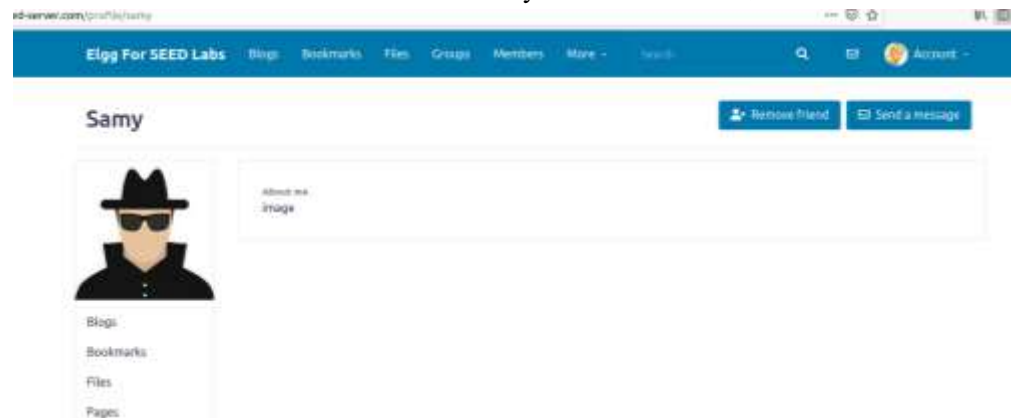 ed-server.com/profile/samy
Elgg For SEED Labs Blogs Bookmarks Files Groups Members More Search Account
Samy
Remove friend Send a message
About me
image
Blogs
Bookmarks
Files
Pages